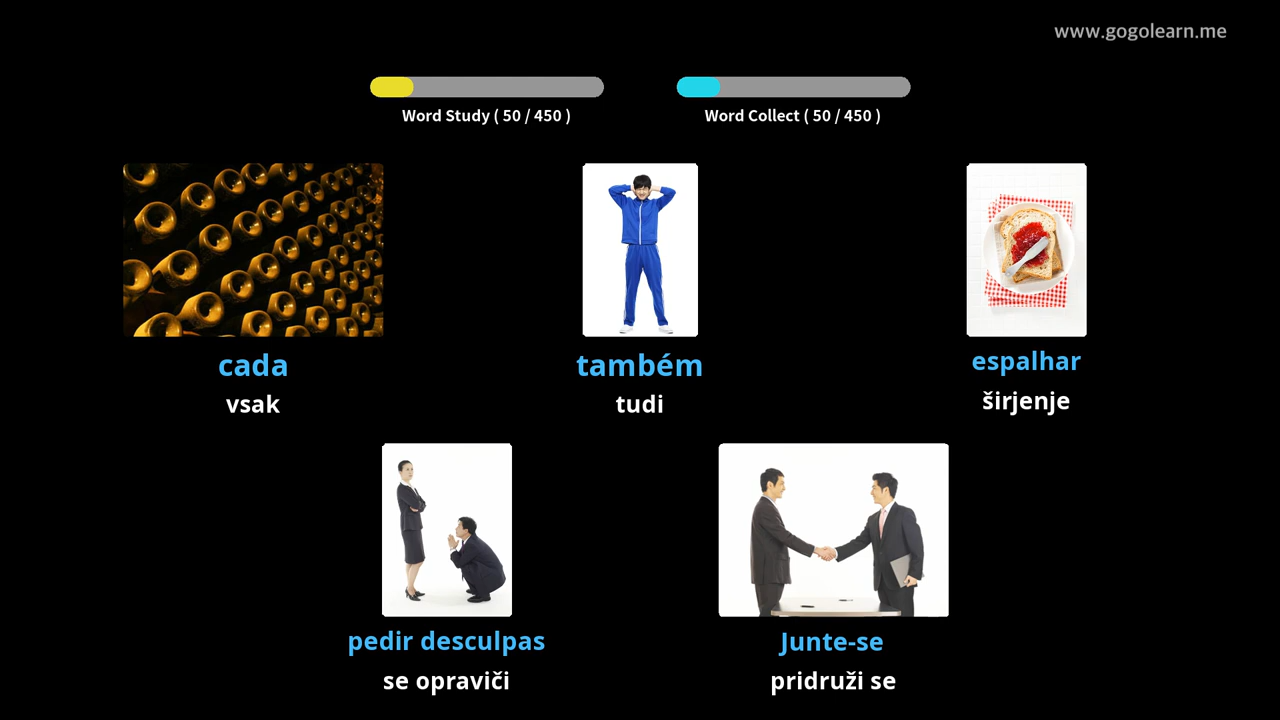 www.gogolearn.me
Word Study ( 50 / 450 )
Word Collect ( 50 / 450 )
cada
vsak
também
tudi
espalhar
širjenje
pedir desculpas
se opraviči
Junte-se
pridruži se